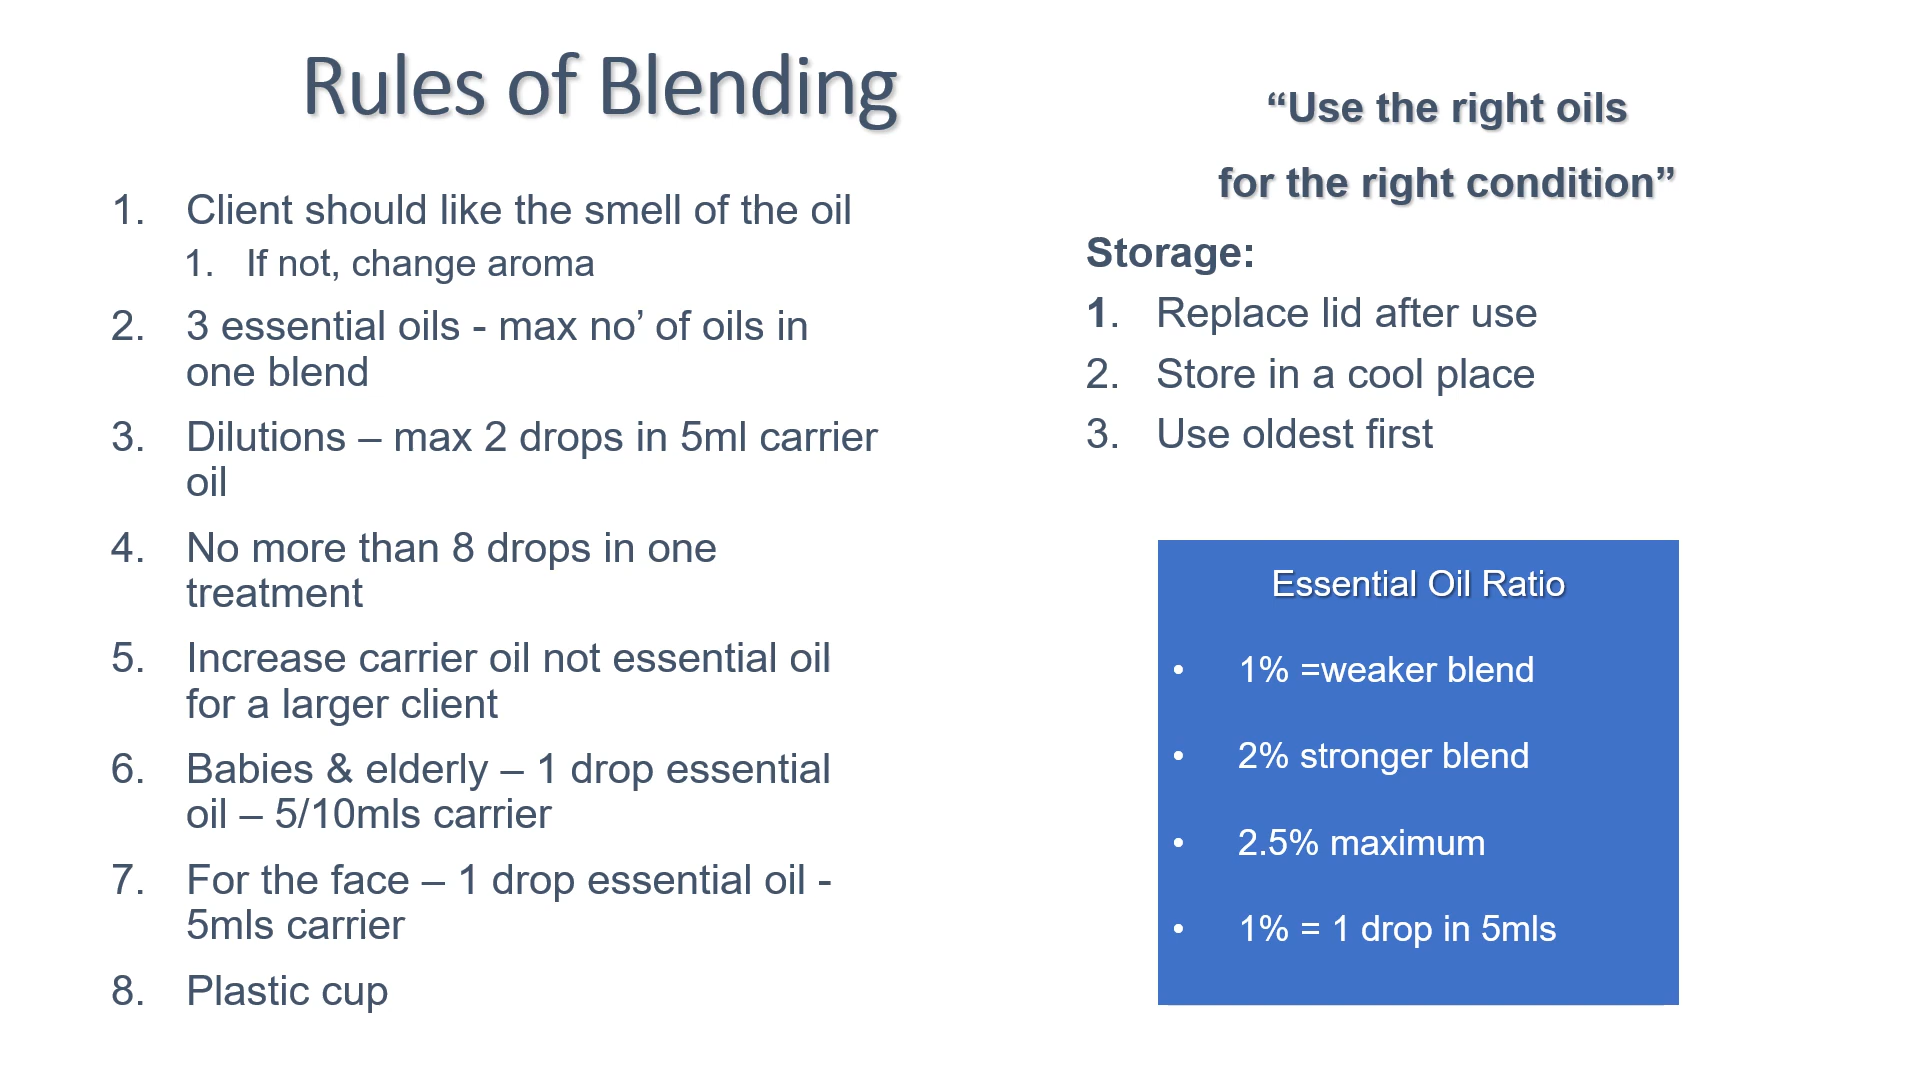 Rules of Blending
1. Client should like the smell of the oil
1. If not, change aroma
2. 3 essential oils - max no’ of oils in
one blend
3. Dilutions – max 2 drops in 5ml carrier
oil
4. No more than 8 drops in one
treatment
5. Increase carrier oil not essential oil
for a larger client
6. Babies & elderly – 1 drop essential
oil – 5/10mls carrier
7. For the face – 1 drop essential oil -
5mls carrier
8. Plastic cup
“Use the right oils
for the right condition”
Storage:
1. Replace lid after use
2. Store in a cool place
3. Use oldest first
Essential Oil Ratio
• 1% =weaker blend
• 2% stronger blend
• 2.5% maximum
• 1% = 1 drop in 5mls